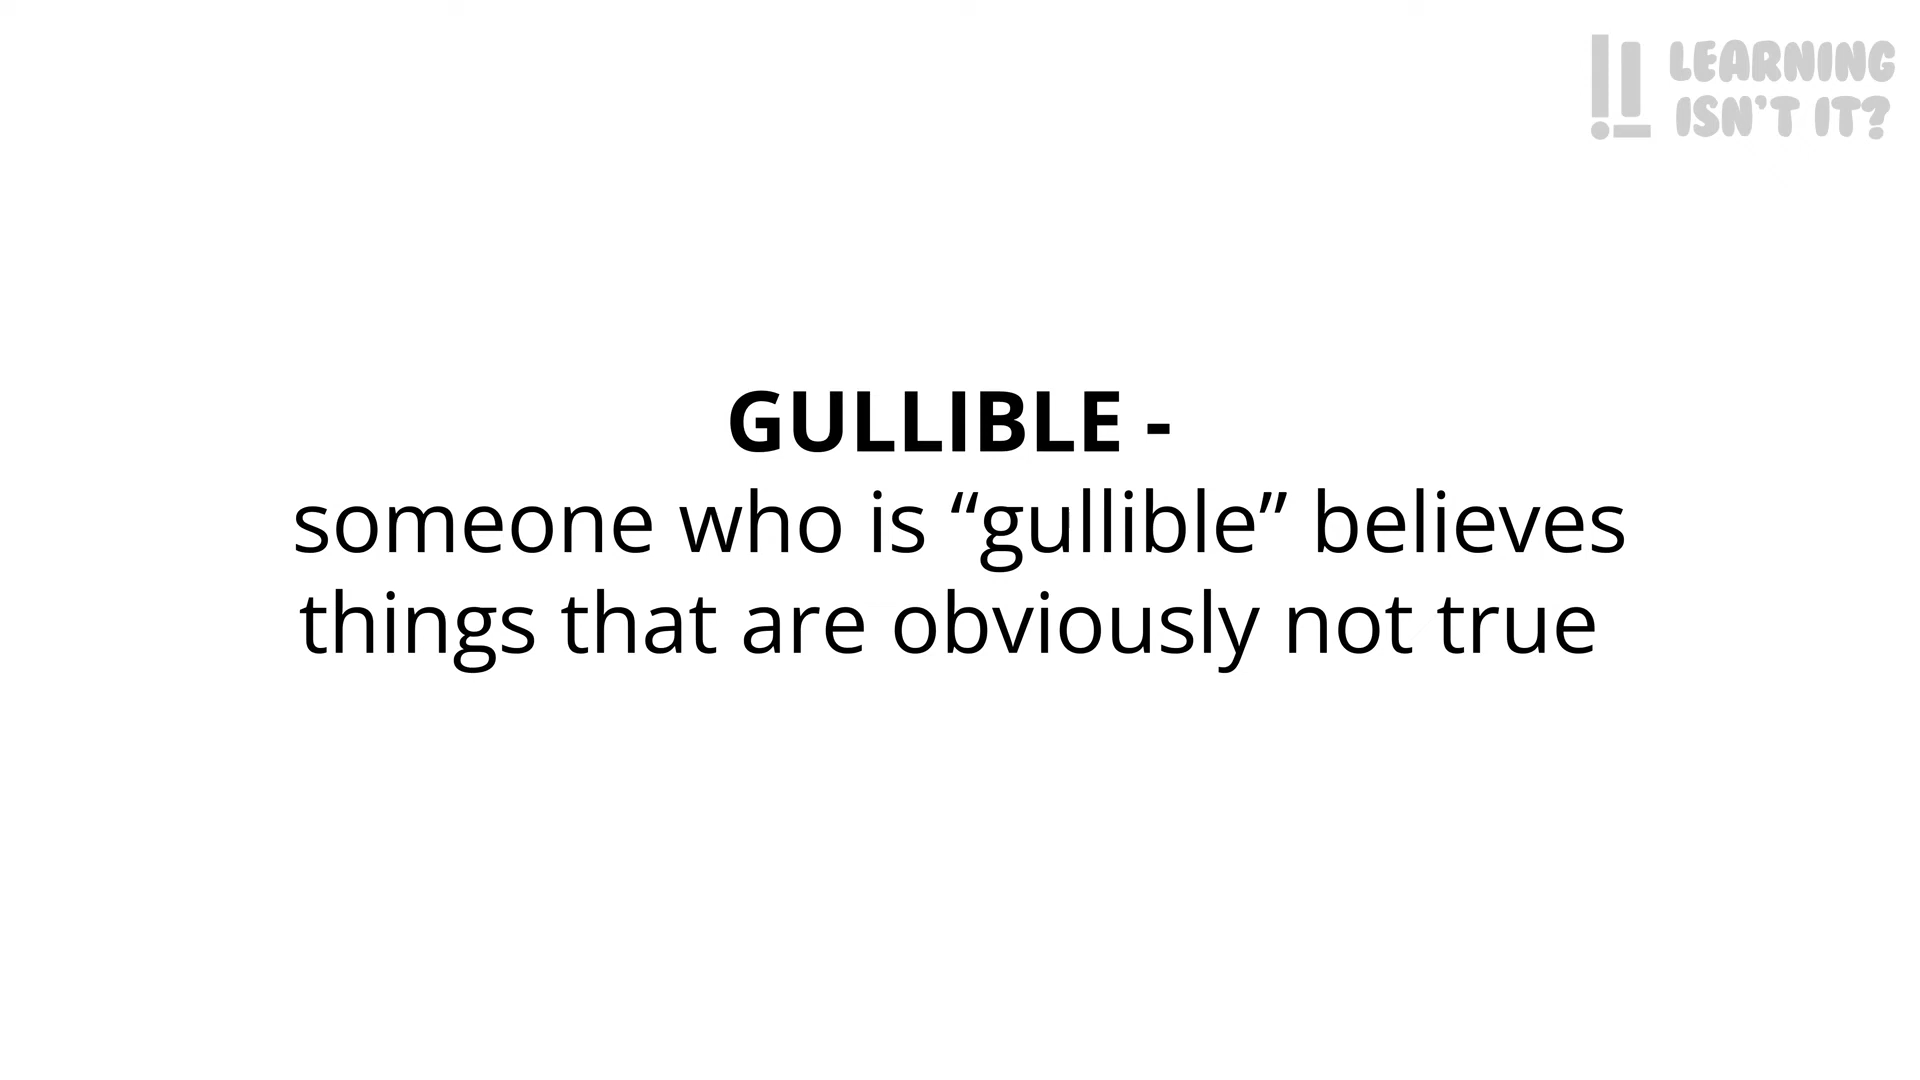 LEARNING
ISN'T IT?
GULLIBLE -
someone who is “gullible” believes
things that are obviously not true